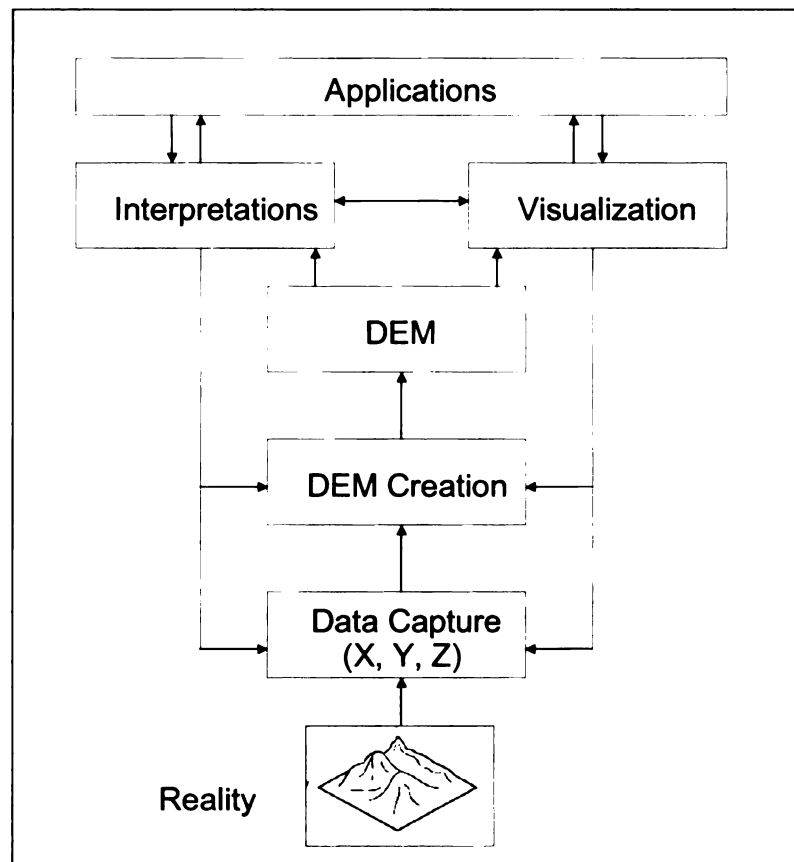 Applications
Interpretations
Visualization
DEM
DEM Creation
Data Capture
(X, Y, Z)
Reality